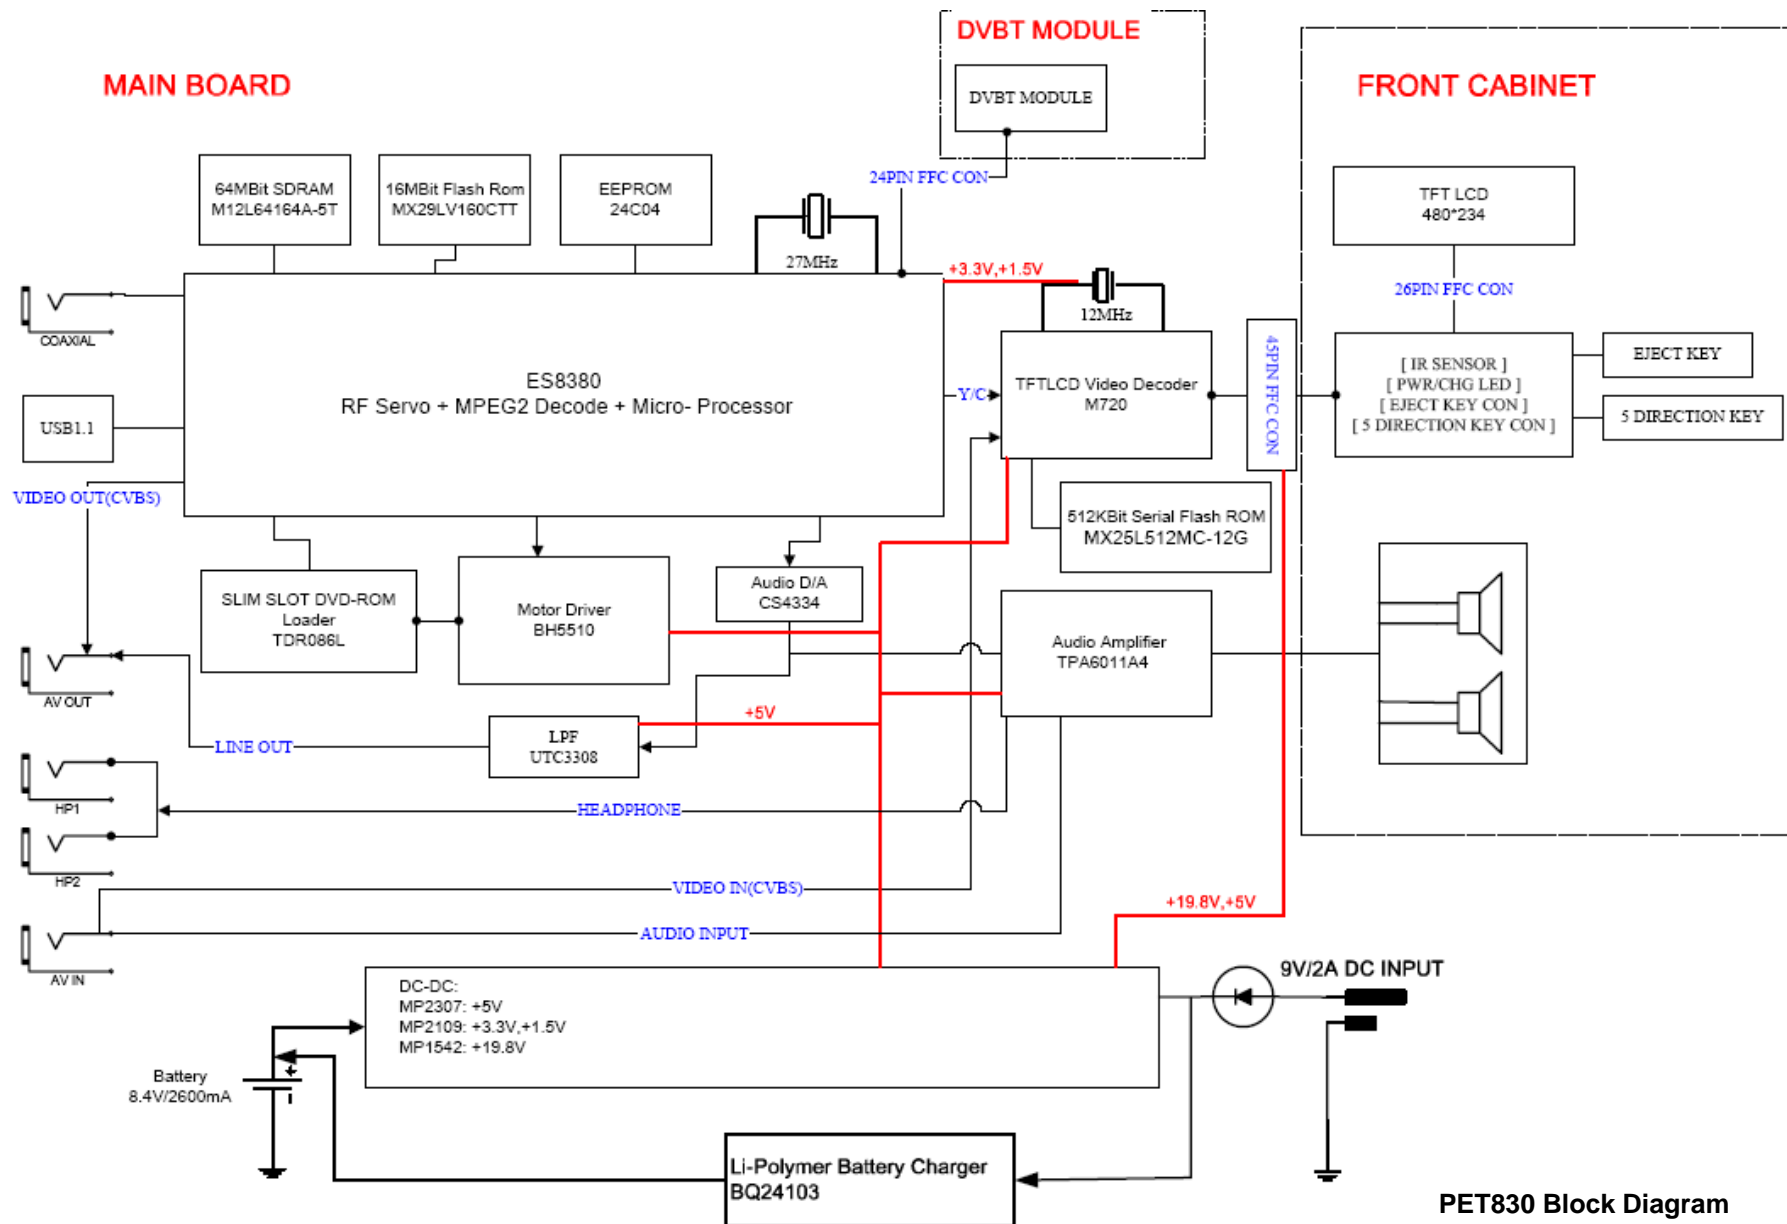 DVBT MODULE
MAIN BOARD
FRONT CABINET
DVBT MODULE
24PIN FFC CON
64MBit SDRAM
M12L64164A-5T
16MBit Flash Rom
MX29LV160CTT
EEPROM
24C04
27MHz
TFT LCD
480*234
+3.3V,+1.5V
26PIN FFC CON
12MHz
COAXIAL
ES8380
RF Servo + MPEG2 Decode + Micro- Processor
Y/C
TFTLCD Video Decoder
M720
45PIN FFC CON
[ IR SENSOR ]
[ PWR/CHG LED ]
[ EJECT KEY CON ]
[ 5 DIRECTION KEY CON ]
EJECT KEY
5 DIRECTION KEY
USB1.1
VIDEO OUT(CVBS)
512KBit Serial Flash ROM
MX25L512MC-12G
SLIM SLOT DVD-ROM
Loader
TDR086L
Motor Driver
BH5510
Audio D/A
CS4334
Audio Amplifier
TPA6011A4
AV OUT
+5V
LINE OUT
LPF
UTC3308
HP1
HEADPHONE
HP2
VIDEO IN(CVBS)
+19.8V,+5V
AUDIO INPUT
AV IN
DC-DC:
MP2307: +5V
MP2109: +3.3V,+1.5V
MP1542: +19.8V
9V/2A DC INPUT
Battery
8.4V/2600mA
Li-Polymer Battery Charger
BQ24103
PET830 Block Diagram